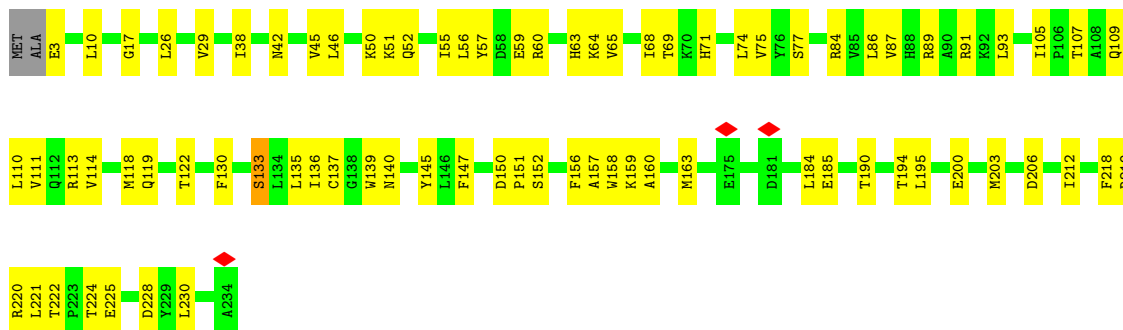 MET ALA E3 L10 G17 L26 V29 I38 N42 V45 L46 K50 K51 Q52 I55 L56 Y57 D58 E59 R60 H63 K64 V65 I68 T69 K70 H71 L74 V75 Y76 S77 R84 V85 L86 V87 H88 R89 A90 R91 K92 L93 I105 P106 T107 A108 Q109
L110 V111 Q112 R113 V114 M118 Q119 T122 F130 S133 L134 L135 I136 C137 G138 W139 N140 Y145 L146 F147 D150 P151 S152 F156 A157 W158 K159 A160 M163 E175 D181 L184 E185 T190 T194 L195 E200 M203 D206 I212 F218
R220 L221 T222 P223 T224 E225 D228 Y229 L230 A234